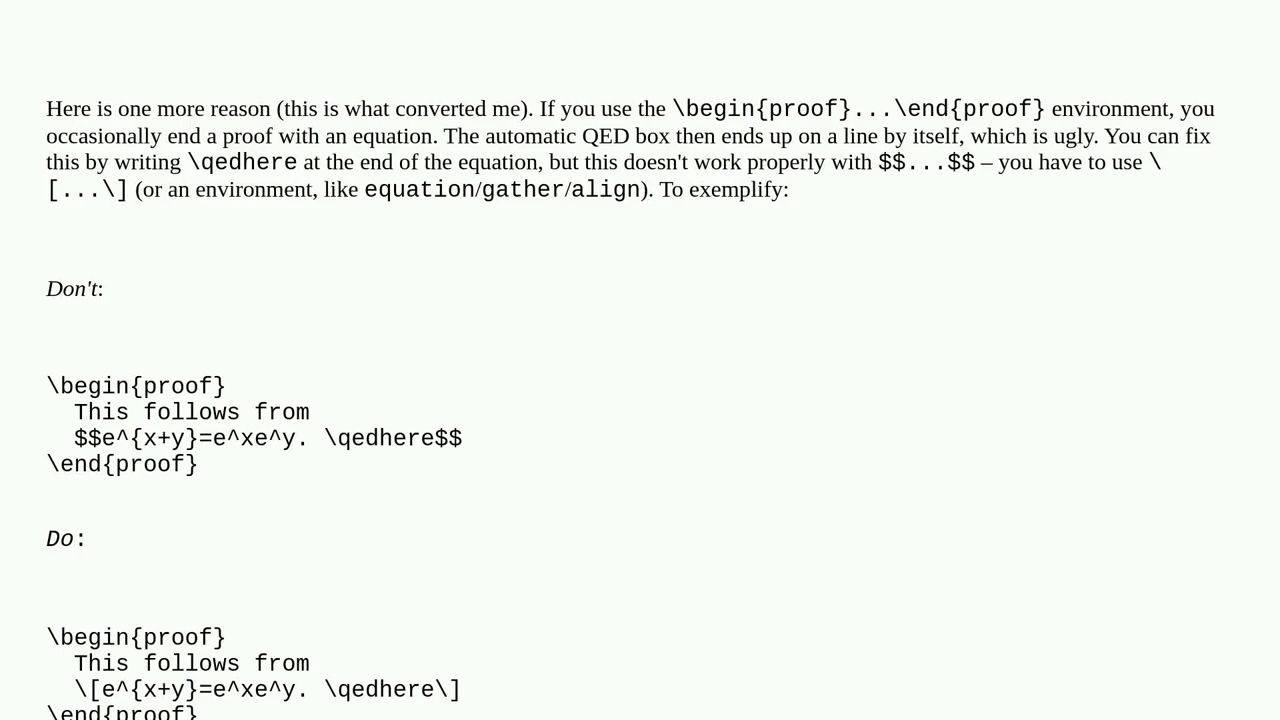 Here is one more reason (this is what converted me). If you use the \begin{proof}...\end{proof} environment, you
occasionally end a proof with an equation. The automatic QED box then ends up on a line by itself, which is ugly. You can fix
this by writing \qedhere at the end of the equation, but this doesn't work properly with $$...$$ – you have to use \
[...\] (or an environment, like equation/gather/align). To exemplify:
Don't:
\begin{proof}
  This follows from
  $$e^{x+y}=e^xe^y. \qedhere$$
\end{proof}
Do:
\begin{proof}
  This follows from
  \[e^{x+y}=e^xe^y. \qedhere\]
\end{proof}